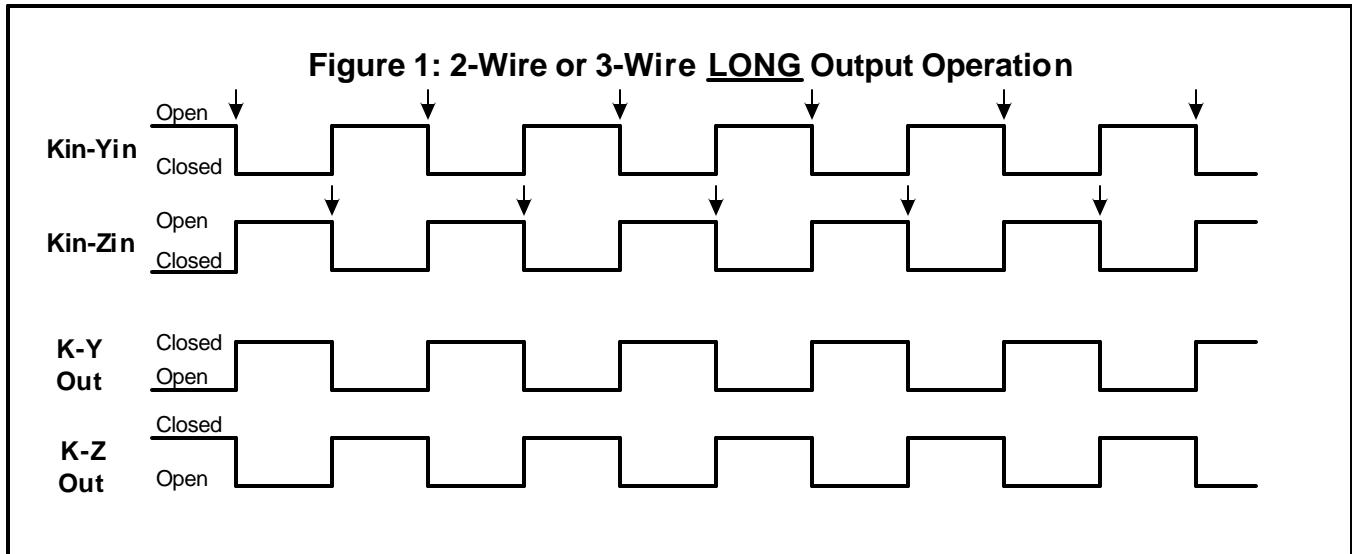 Figure 1: 2-Wire or 3-Wire LONG Output Operation
Open
Kin-Yin
Closed
Open
Kin-Zin
Closed
K-Y
Out
Closed
Open
K-Z
Out
Closed
Open